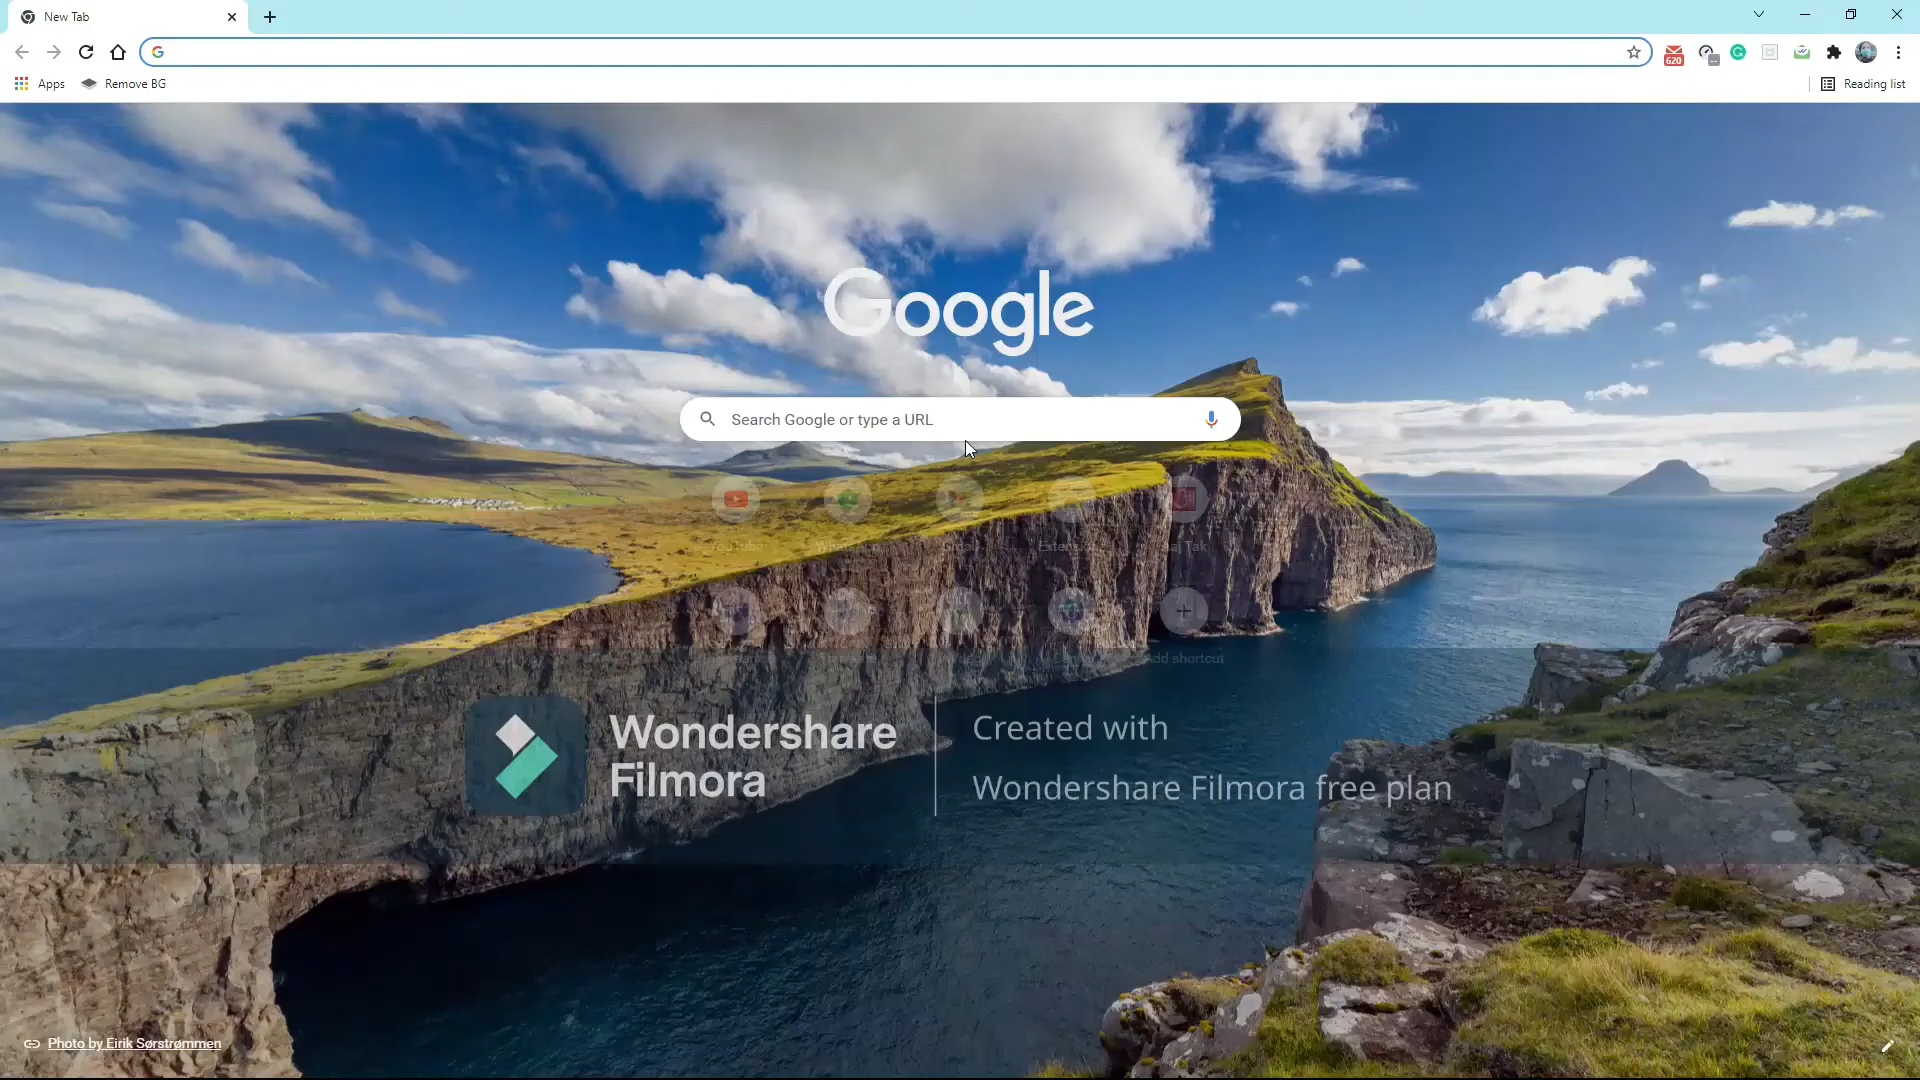 New Tab
620
Apps
Remove BG
Reading list
Google
Search Google or type a URL
Add shortcut
Wondershare
Filmora
Created with
Wondershare Filmora free plan
Photo by Eirik Sørstrømmen